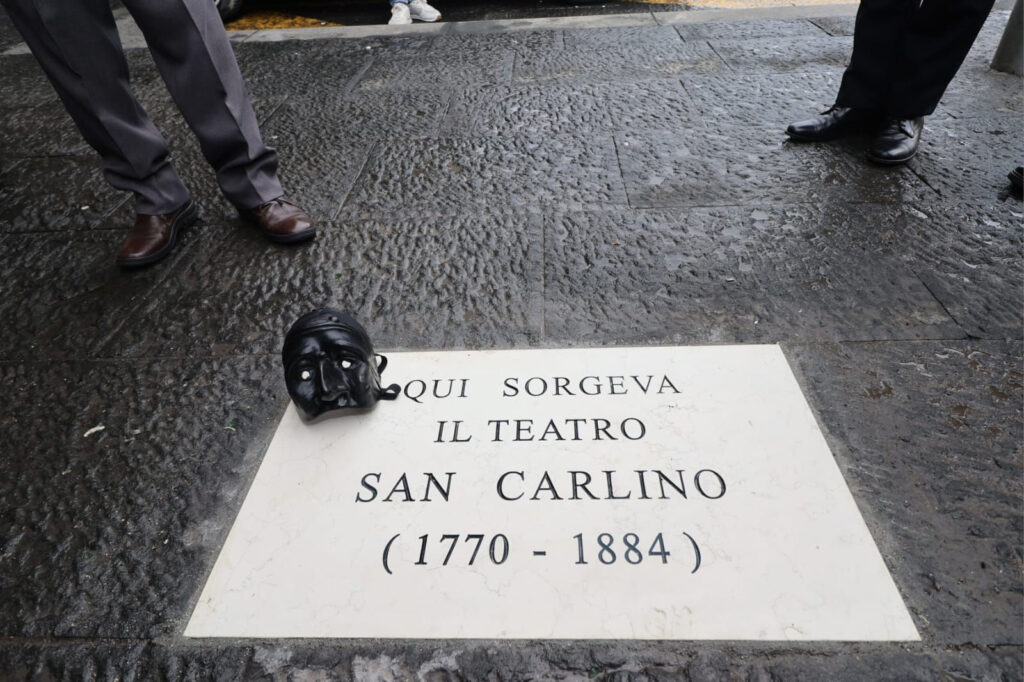 QUI SORGEVA
IL TEATRO
SAN CARLINO
(1770 - 1884)